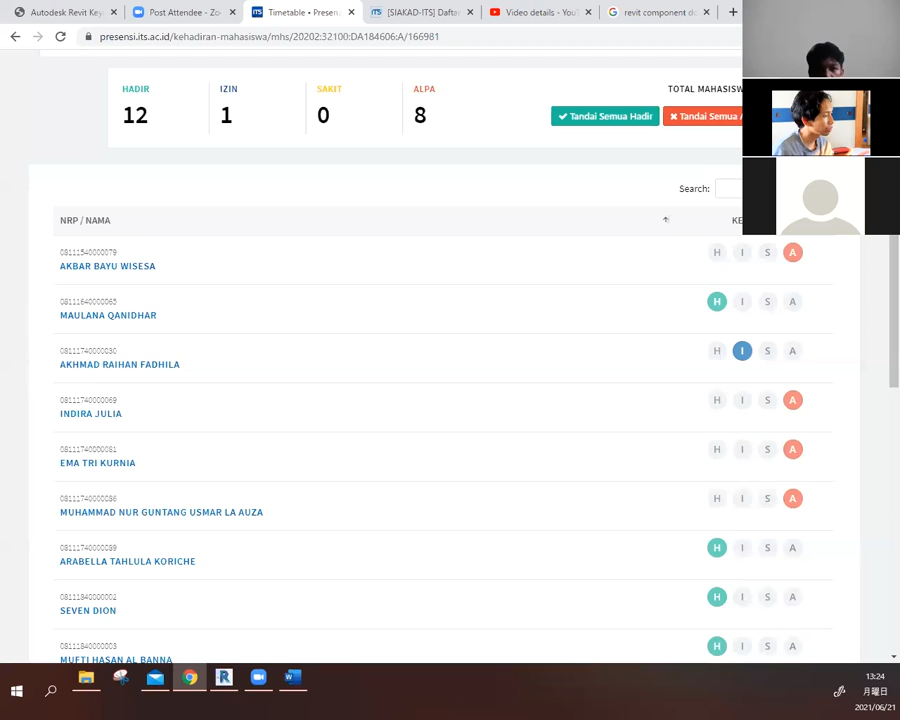 Autodesk Revit Key
Post Attendee - Zo
Timetable • Presen
[SIAKAD-ITS] Dafta
Video details - You
revit component d
presensi.its.ac.id/kehadiran-mahasiswa/mhs/20202:32100:DA184606:A/166981
HADIR IZIN SAKIT ALPA TOTAL MAHASISW
12 1 0 8 Tandai Semua Hadir Tandai Semua A
Search:
NRP / NAMA KE
08111540000079
AKBAR BAYU WISESA H I S A
08111640000065
MAULANA QANIDHAR H I S A
08111740000030
AKHMAD RAIHAN FADHILA H I S A
08111740000069
INDIRA JULIA H I S A
08111740000081
EMA TRI KURNIA H I S A
08111740000086
MUHAMMAD NUR GUNTANG USMAR LA AUZA H I S A
08111740000089
ARABELLA TAHLULA KORICHE H I S A
08111840000002
SEVEN DION H I S A
08111840000003
MUFTI HASAN AL BANNA H I S A
13:24
月曜日
2021/06/21